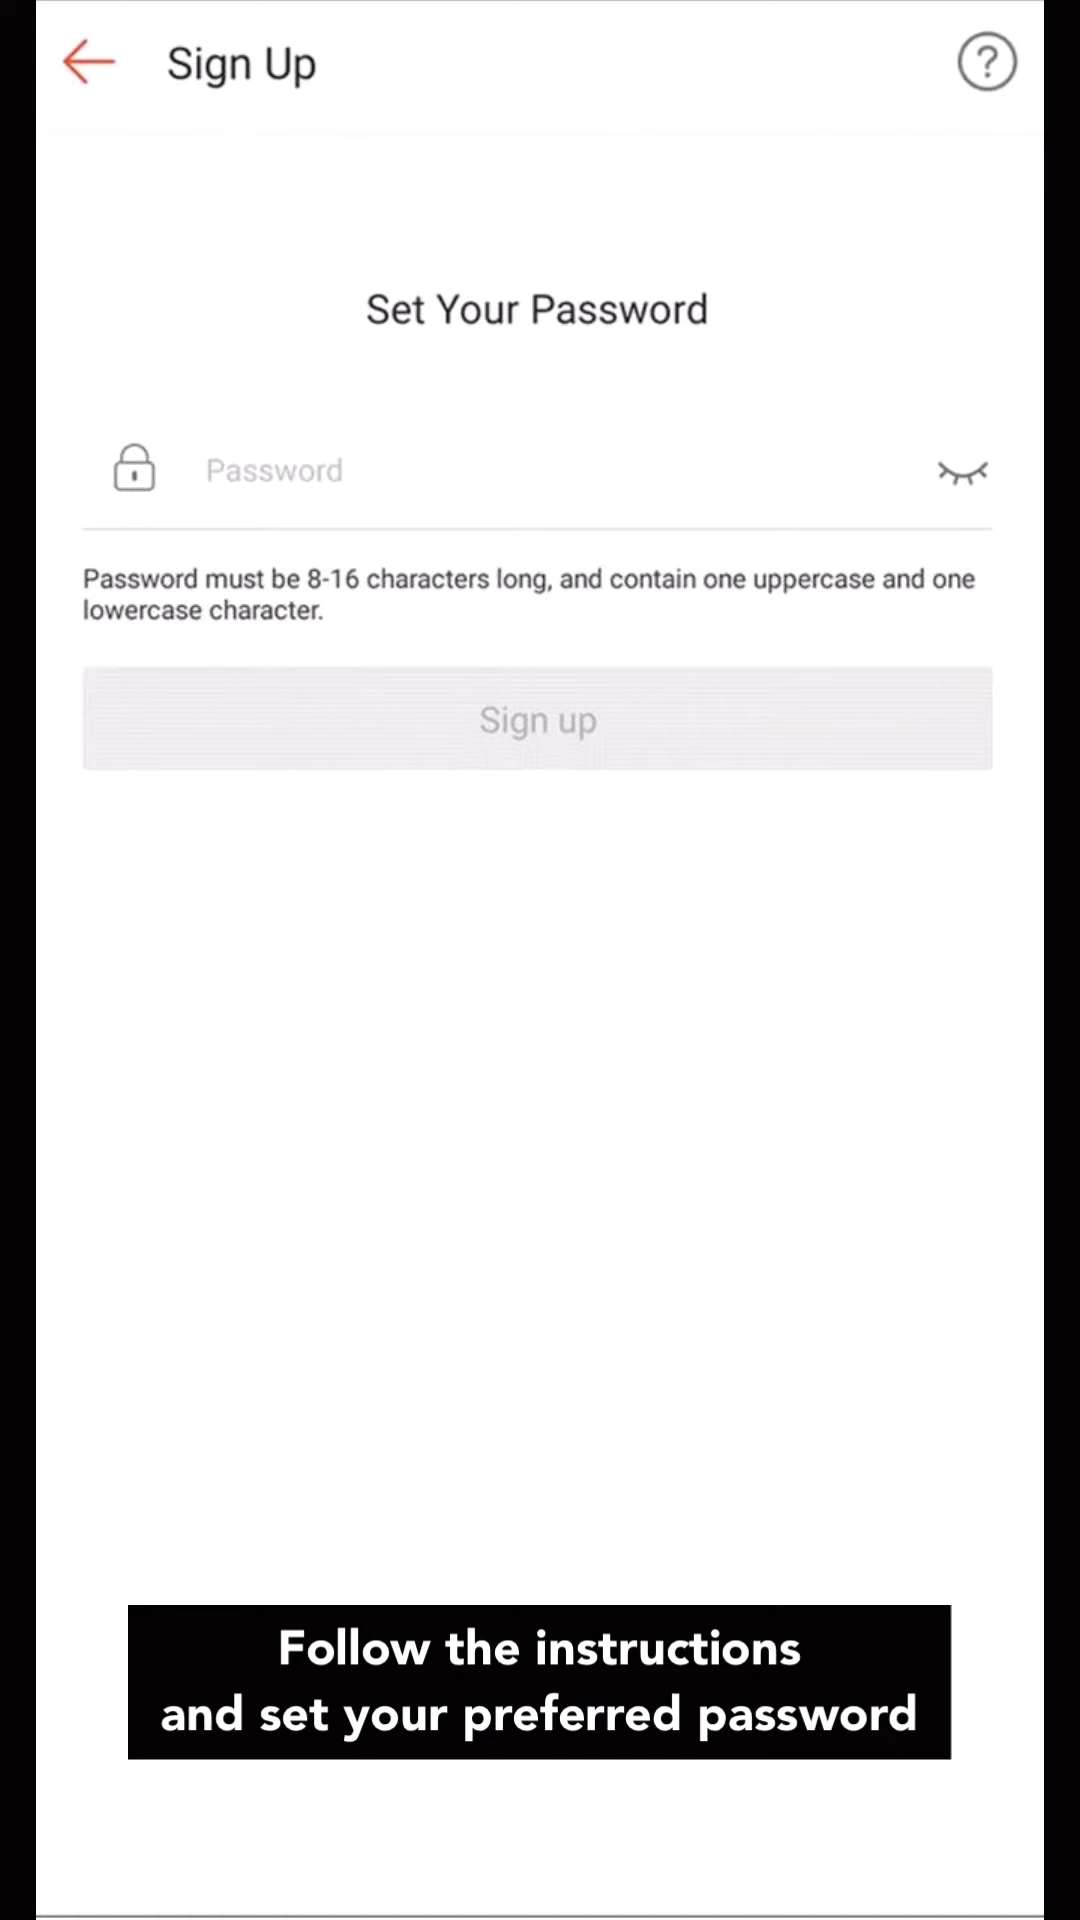 Sign Up
?
Set Your Password
Password
Password must be 8-16 characters long, and contain one uppercase and one
lowercase character.
Sign up
Follow the instructions
and set your preferred password